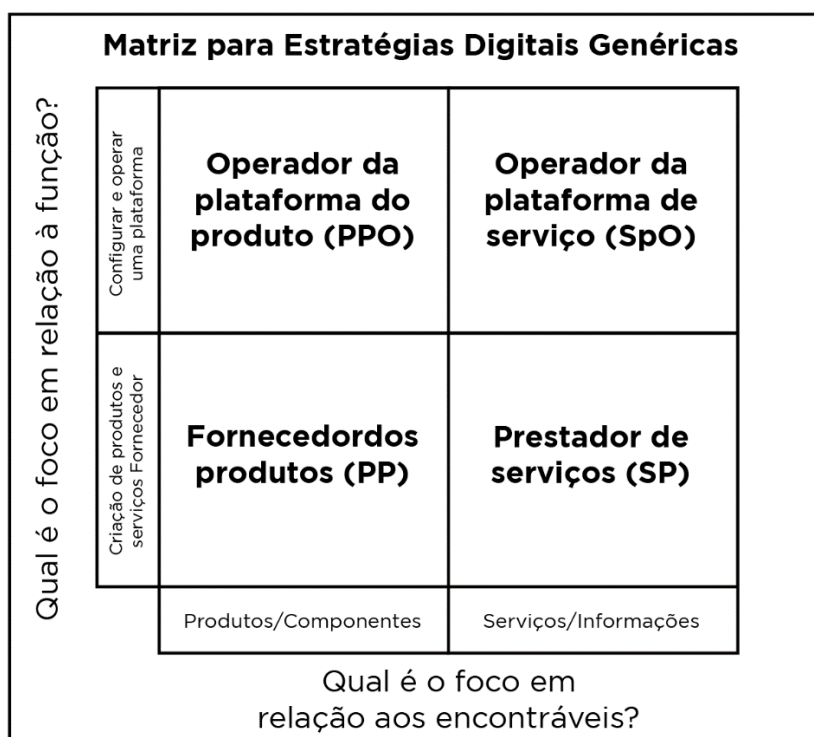 Matriz para Estratégias Digitais Genéricas
Qual é o foco em relação à função?
Configurar e operar
uma plataforma
Operador da
plataforma do
produto (PPO)
Operador da
plataforma de
serviço (SpO)
Criação de produtos e
serviços Fornecedor
Fornecedordos
produtos (PP)
Prestador de
serviços (SP)
Produtos/Componentes
Serviços/Informações
Qual é o foco em
relação aos encontráveis?